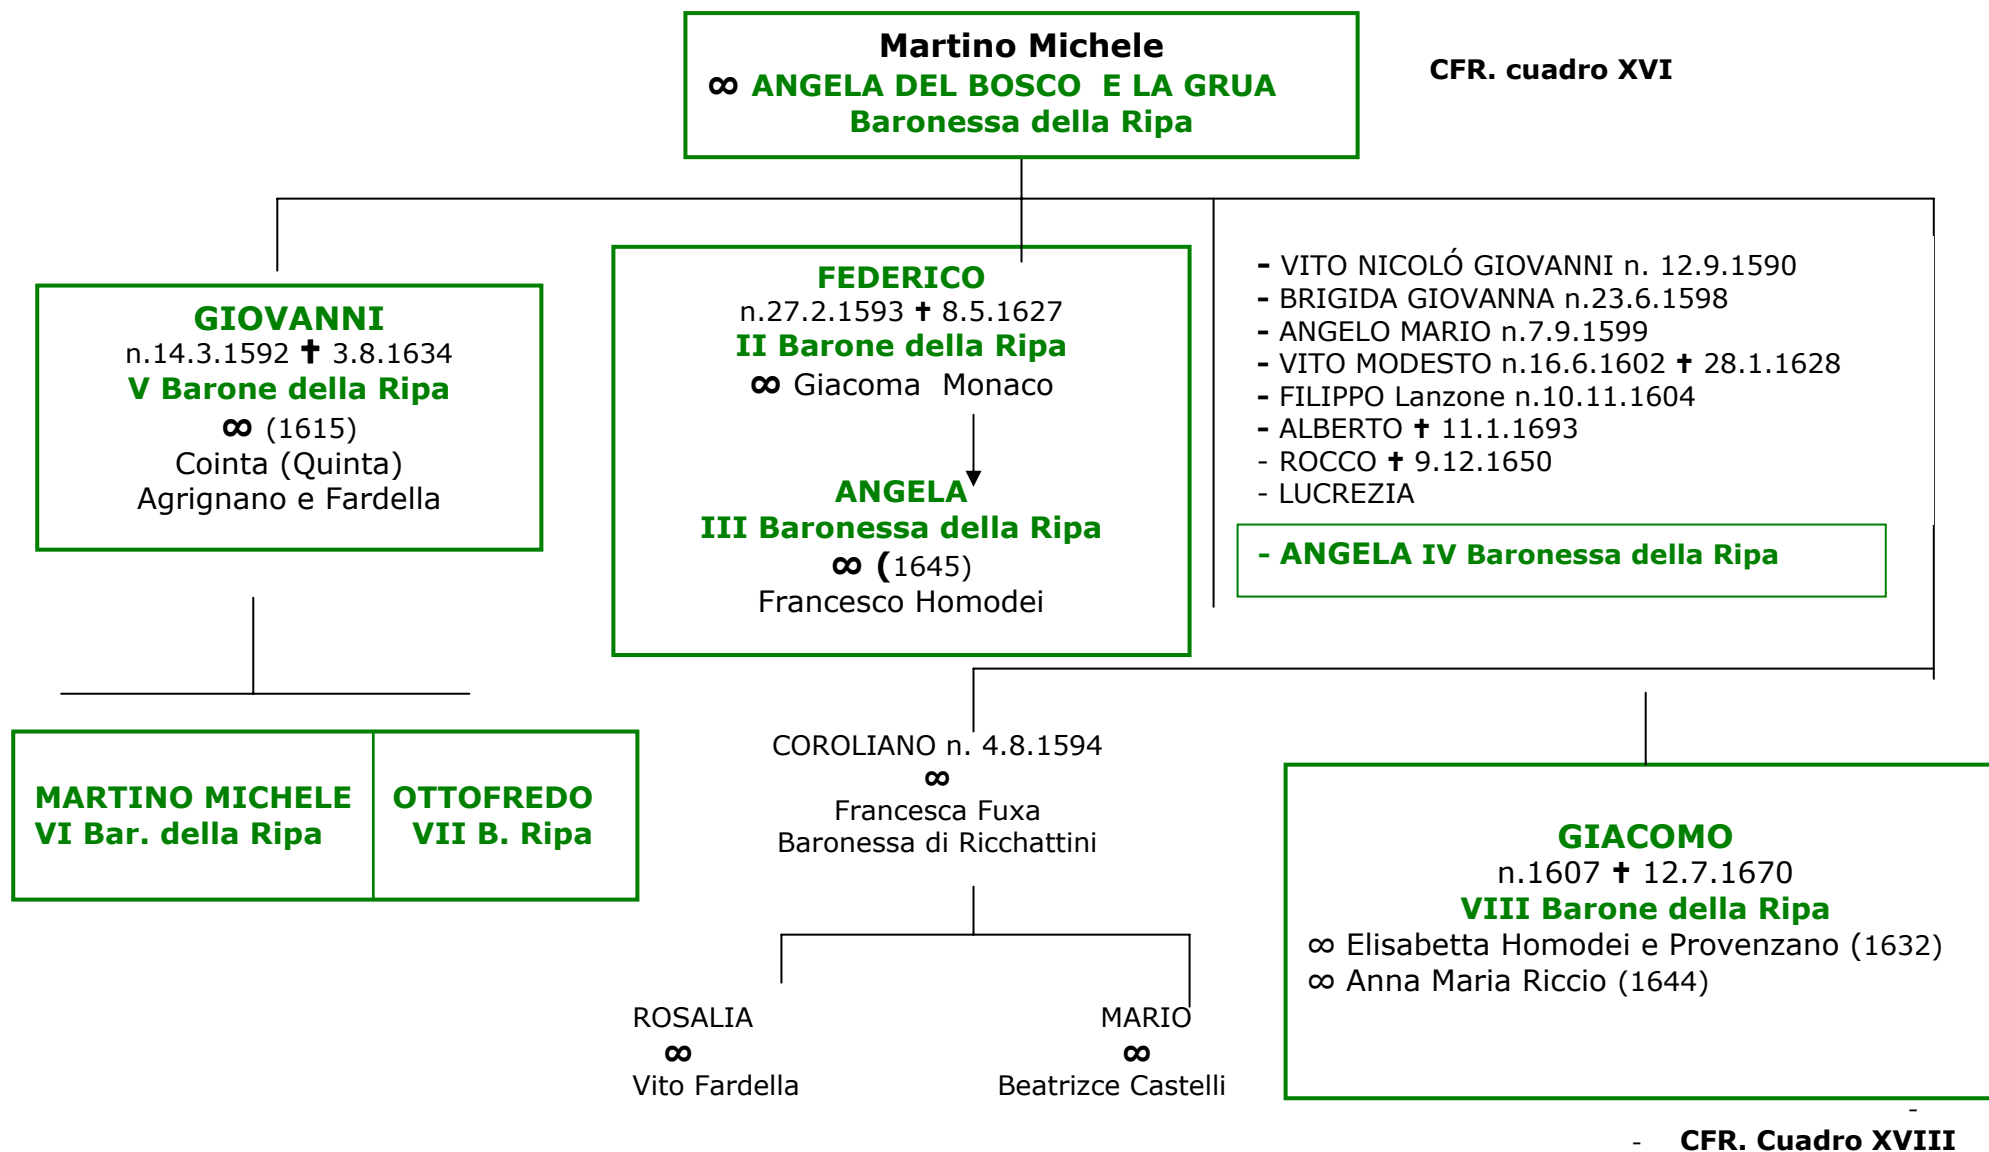 Martino Michele
∞ ANGELA DEL BOSCO E LA GRUA
Baronessa della Ripa
CFR. cuadro XVI
GIOVANNI
n.14.3.1592 ✝ 3.8.1634
V Barone della Ripa
∞ (1615)
Cointa (Quinta)
Agrignano e Fardella
FEDERICO
n.27.2.1593 ✝ 8.5.1627
II Barone della Ripa
∞ Giacoma Monaco
ANGELA
III Baronessa della Ripa
∞ (1645)
Francesco Homodei
- VITO NICOLÓ GIOVANNI n. 12.9.1590
- BRIGIDA GIOVANNA n.23.6.1598
- ANGELO MARIO n.7.9.1599
- VITO MODESTO n.16.6.1602 ✝ 28.1.1628
- FILIPPO Lanzone n.10.11.1604
- ALBERTO ✝ 11.1.1693
- ROCCO ✝ 9.12.1650
- LUCREZIA
- ANGELA IV Baronessa della Ripa
MARTINO MICHELE
VI Bar. della Ripa
OTTOFREDO
VII B. Ripa
COROLIANO n. 4.8.1594
∞
Francesca Fuxa
Baronessa di Ricchattini
GIACOMO
n.1607 ✝ 12.7.1670
VIII Barone della Ripa
∞ Elisabetta Homodei e Provenzano (1632)
∞ Anna Maria Riccio (1644)
ROSALIA
∞
Vito Fardella
MARIO
∞
Beatrizce Castelli
-
- CFR. Cuadro XVIII